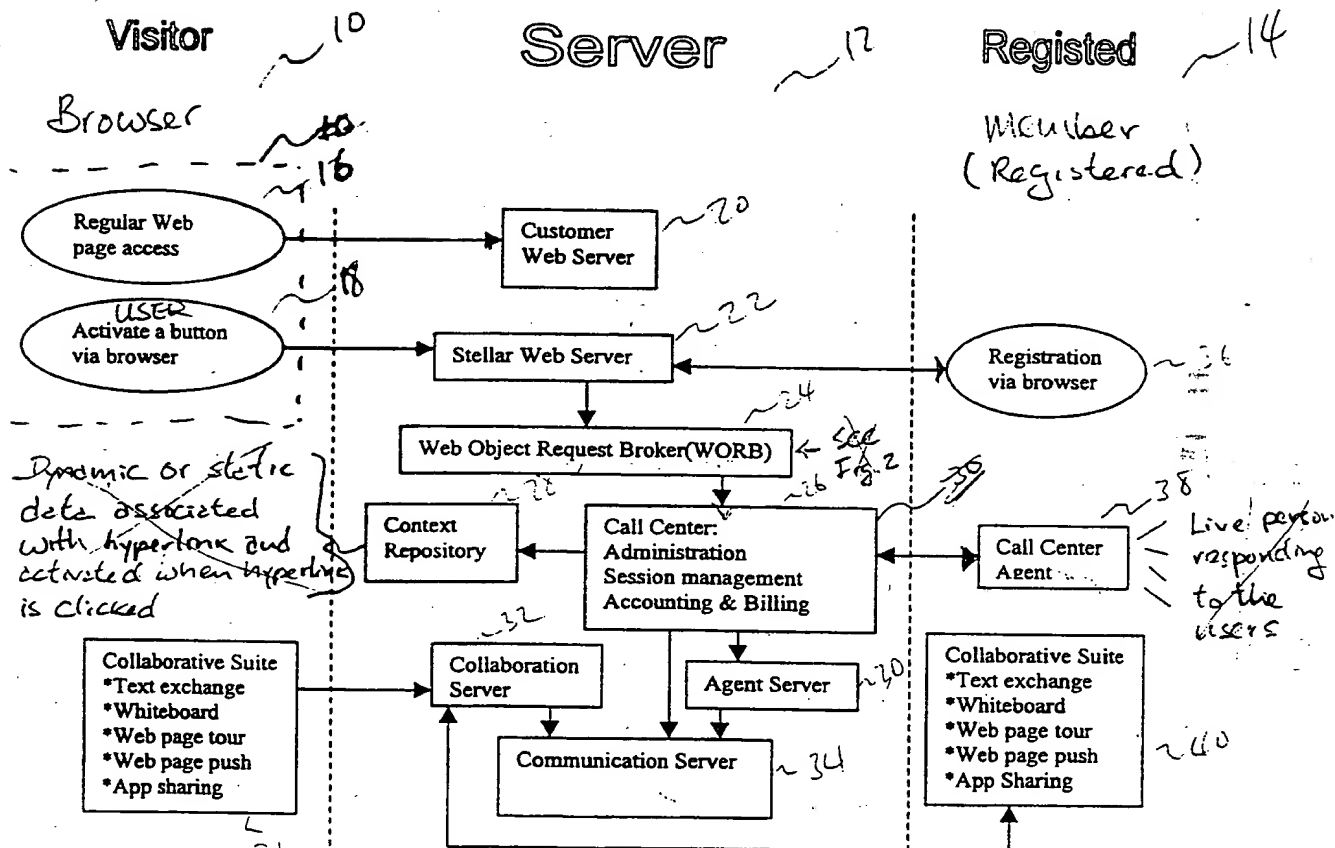 Visitor
10
Server
12
Registed
14
Browser
Member
(Registered)
16
Regular Web
page access
Customer
Web Server
20
18
USER
Activate a button
via browser
Stellar Web Server
22
Registration
via browser
36
24
Web Object Request Broker(WORB)
see
Fig. 2
Dynamic or static
data associated
with hyperlink and
activated when hyperlink
is clicked
28
Context
Repository
26
Call Center:
Administration
Session management
Accounting & Billing
38
Call Center
Agent
Live person
responding
to the
users
Collaborative Suite
*Text exchange
*Whiteboard
*Web page tour
*Web page push
*App sharing
32
Collaboration
Server
Agent Server
30
Communication Server
34
Collaborative Suite
*Text exchange
*Whiteboard
*Web page tour
*Web page push
*App Sharing
40